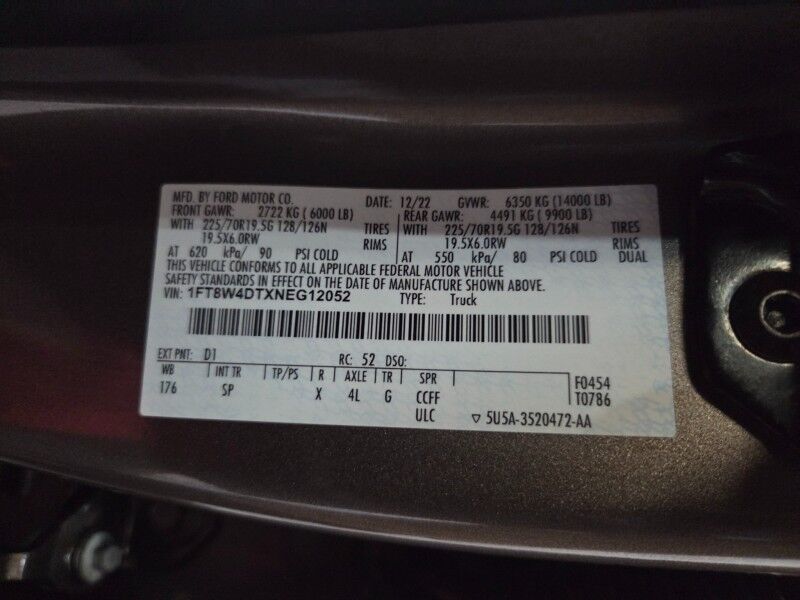 MFD. BY FORD MOTOR CO. DATE: 12/22 GVWR: 6350 KG (14000 LB)
FRONT GAWR: 2722 KG ( 6000 LB) REAR GAWR: 4491 KG ( 9900 LB)
WITH 225/70R19.5G 128/126N TIRES WITH 225/70R19.5G 128/126N TIRES
19.5X6.0RW RIMS 19.5X6.0RW RIMS
AT 620 kPa/ 90 PSI COLD AT 550 kPa/ 80 PSI COLD DUAL
THIS VEHICLE CONFORMS TO ALL APPLICABLE FEDERAL MOTOR VEHICLE
SAFETY STANDARDS IN EFFECT ON THE DATE OF MANUFACTURE SHOWN ABOVE.
VIN: 1FT8W4DTXNEG12052 TYPE: Truck
EXT PNT: D1 RC: 52 DSO:
WB INT TR TP/PS R AXLE TR SPR F0454
176 SP X 4L G CCFF T0786
ULC ▽ 5U5A-3520472-AA